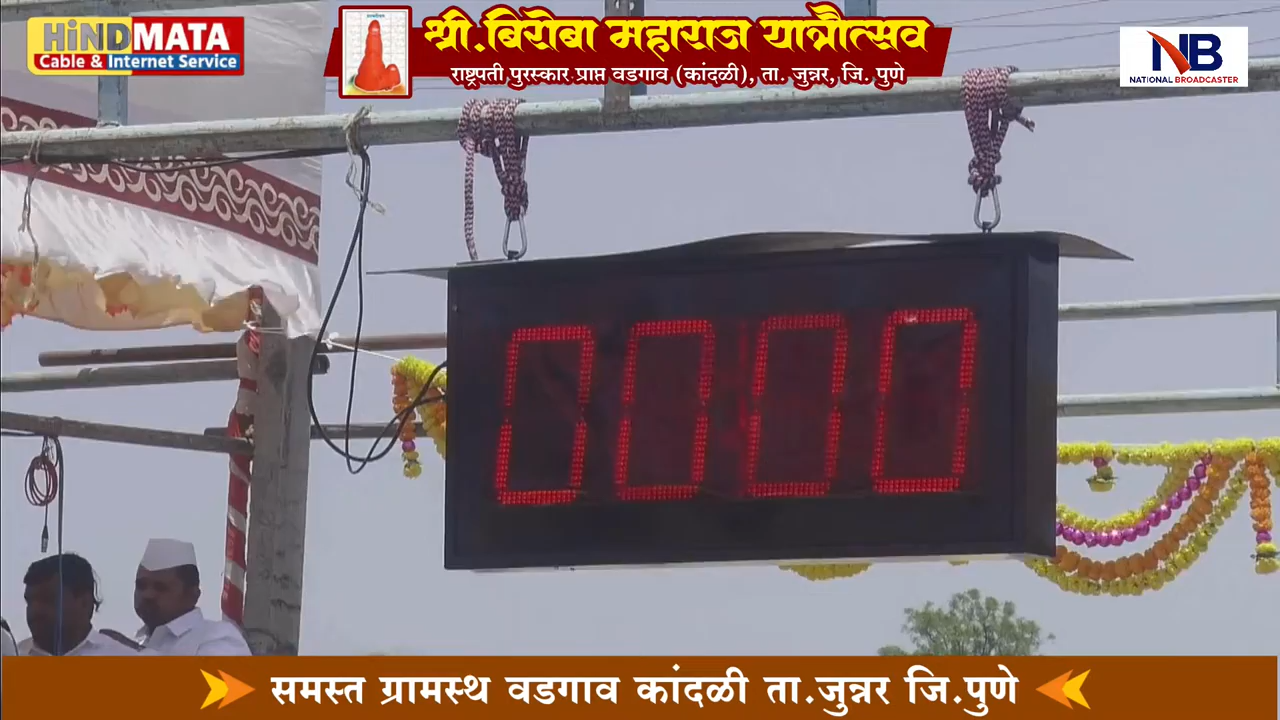 HiNDMATA
Cable & Internet Service
श्री.बिरोबा महाराज यात्रौत्सव
राष्ट्रपती पुरस्कार प्राप्त वडगाव (कांदळी), ता. जुन्नर, जि. पुणे
NB
NATIONAL BROADCASTER
0000
समस्त ग्रामस्थ वडगाव कांदळी ता.जुन्नर जि.पुणे